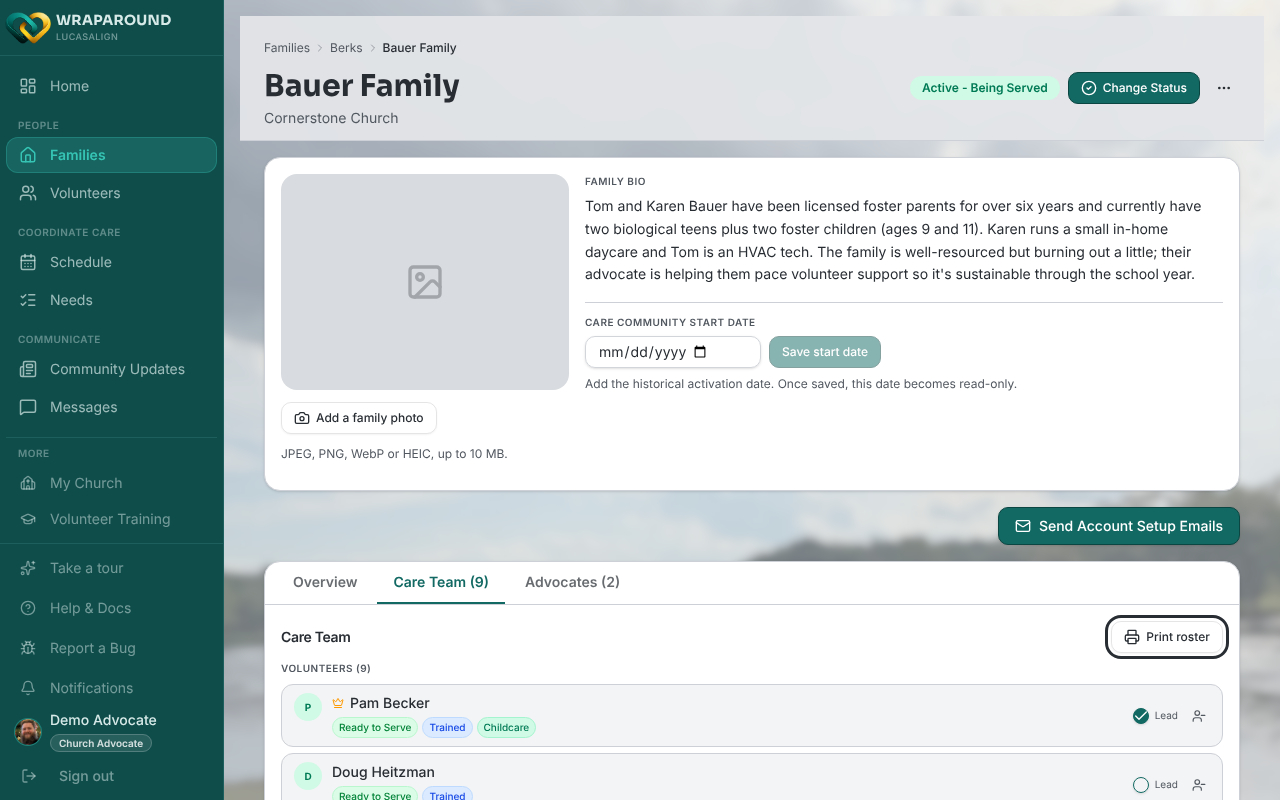 WRAPAROUND
LUCASALIGN
Home
PEOPLE
Families
Volunteers
COORDINATE CARE
Schedule
Needs
COMMUNICATE
Community Updates
Messages
MORE
My Church
Volunteer Training
Take a tour
Help & Docs
Report a Bug
Notifications
Demo Advocate
Church Advocate
Sign out
Families > Berks > Bauer Family
Bauer Family
Cornerstone Church
Active - Being Served
Change Status
FAMILY BIO
Tom and Karen Bauer have been licensed foster parents for over six years and currently have
two biological teens plus two foster children (ages 9 and 11). Karen runs a small in-home
daycare and Tom is an HVAC tech. The family is well-resourced but burning out a little; their
advocate is helping them pace volunteer support so it's sustainable through the school year.
CARE COMMUNITY START DATE
mm/dd/yyyy
Save start date
Add the historical activation date. Once saved, this date becomes read-only.
Add a family photo
JPEG, PNG, WebP or HEIC, up to 10 MB.
Send Account Setup Emails
Overview
Care Team (9)
Advocates (2)
Care Team
Print roster
VOLUNTEERS (9)
P
Pam Becker
Ready to Serve
Trained
Childcare
Lead
D
Doug Heitzman
Ready to Serve
Trained
Lead